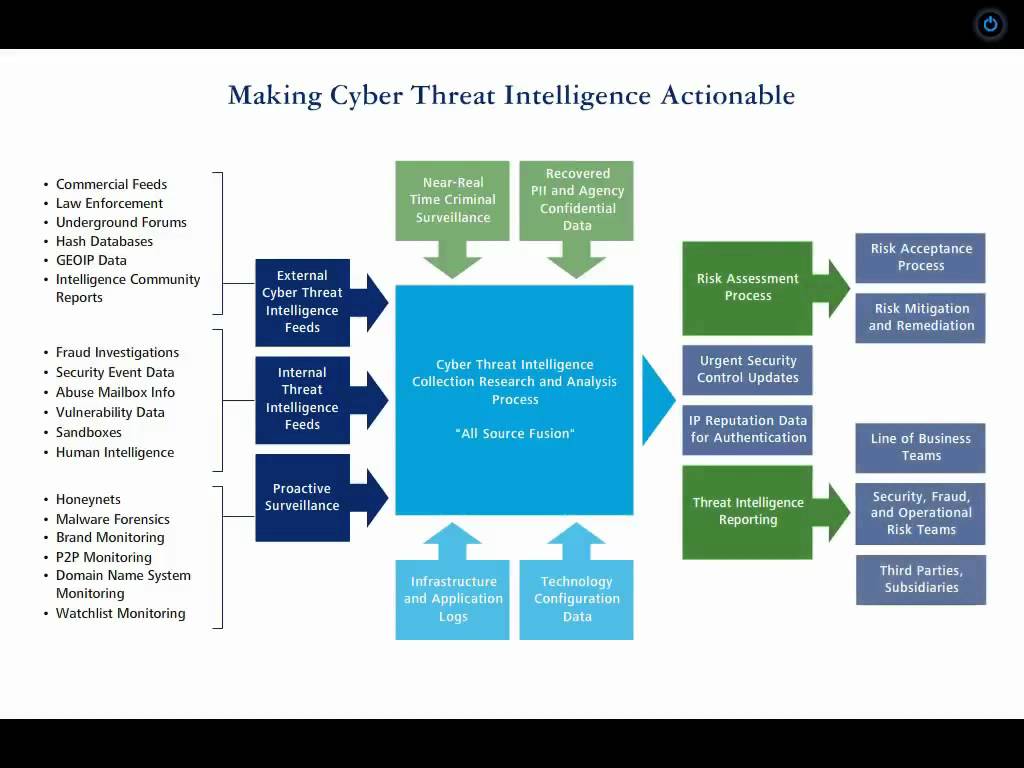 Making Cyber Threat Intelligence Actionable
• Commercial Feeds
• Law Enforcement
• Underground Forums
• Hash Databases
• GEOIP Data
• Intelligence Community
Reports
• Fraud Investigations
• Security Event Data
• Abuse Mailbox Info
• Vulnerability Data
• Sandboxes
• Human Intelligence
• Honeynets
• Malware Forensics
• Brand Monitoring
• P2P Monitoring
• Domain Name System
Monitoring
• Watchlist Monitoring
External
Cyber Threat
Intelligence
Feeds
Internal
Threat
Intelligence
Feeds
Proactive
Surveillance
Near-Real
Time Criminal
Surveillance
Recovered
PII and Agency
Confidential
Data
Cyber Threat Intelligence
Collection Research and Analysis
Process
"All Source Fusion"
Infrastructure
and Application
Logs
Technology
Configuration
Data
Risk Assessment
Process
Urgent Security
Control Updates
IP Reputation Data
for Authentication
Threat Intelligence
Reporting
Risk Acceptance
Process
Risk Mitigation
and Remediation
Line of Business
Teams
Security, Fraud,
and Operational
Risk Teams
Third Parties,
Subsidiaries